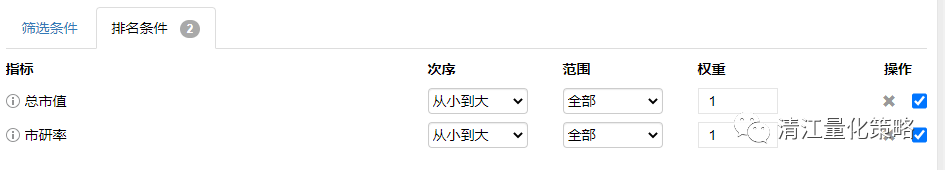 筛选条件 排名条件 2
指标 次序 范围 权重 操作
总市值 从小到大 全部 1
市研率 从小到大 全部 1
清江量化策略